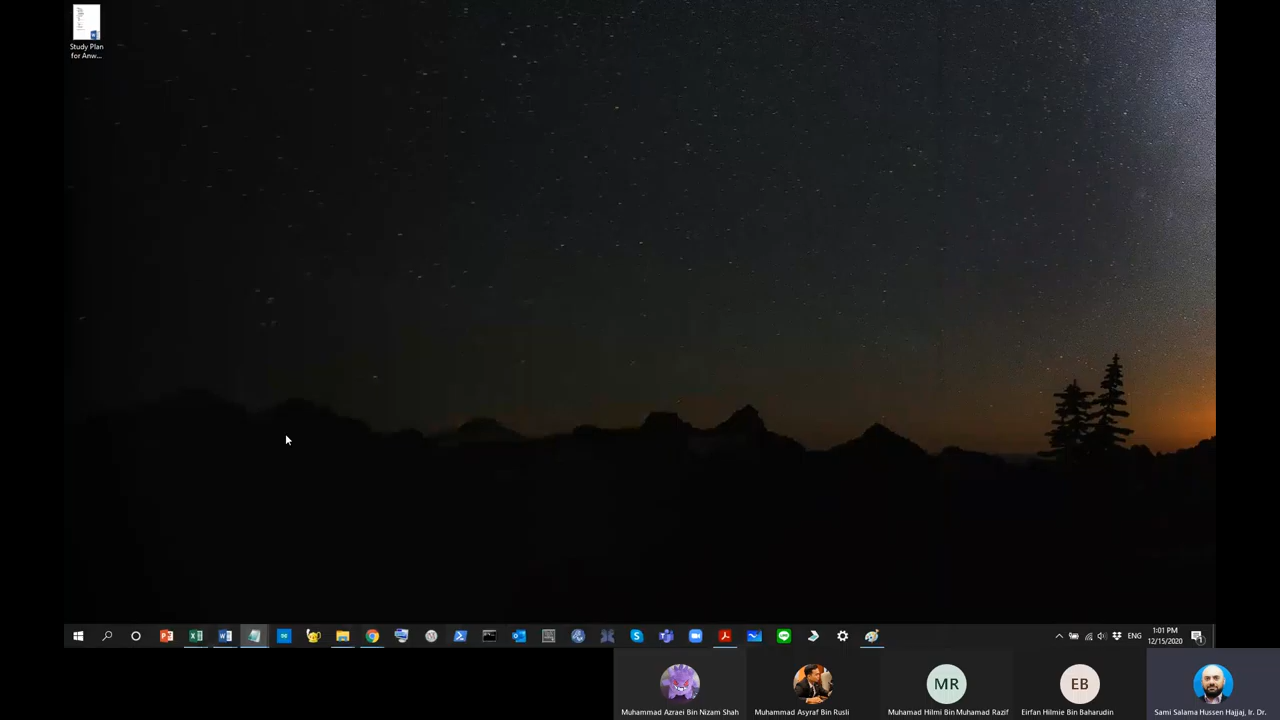 Study Plan
for Anw...
ENG
1:01 PM
12/15/2020
MR
EB
Muhammad Azraei Bin Nizam Shah
Muhammad Asyraf Bin Rusli
Muhamad Hilmi Bin Muhamad Razif
Eirfan Hilmie Bin Baharudin
Sami Salama Hussen Hajjaj, Ir. Dr.